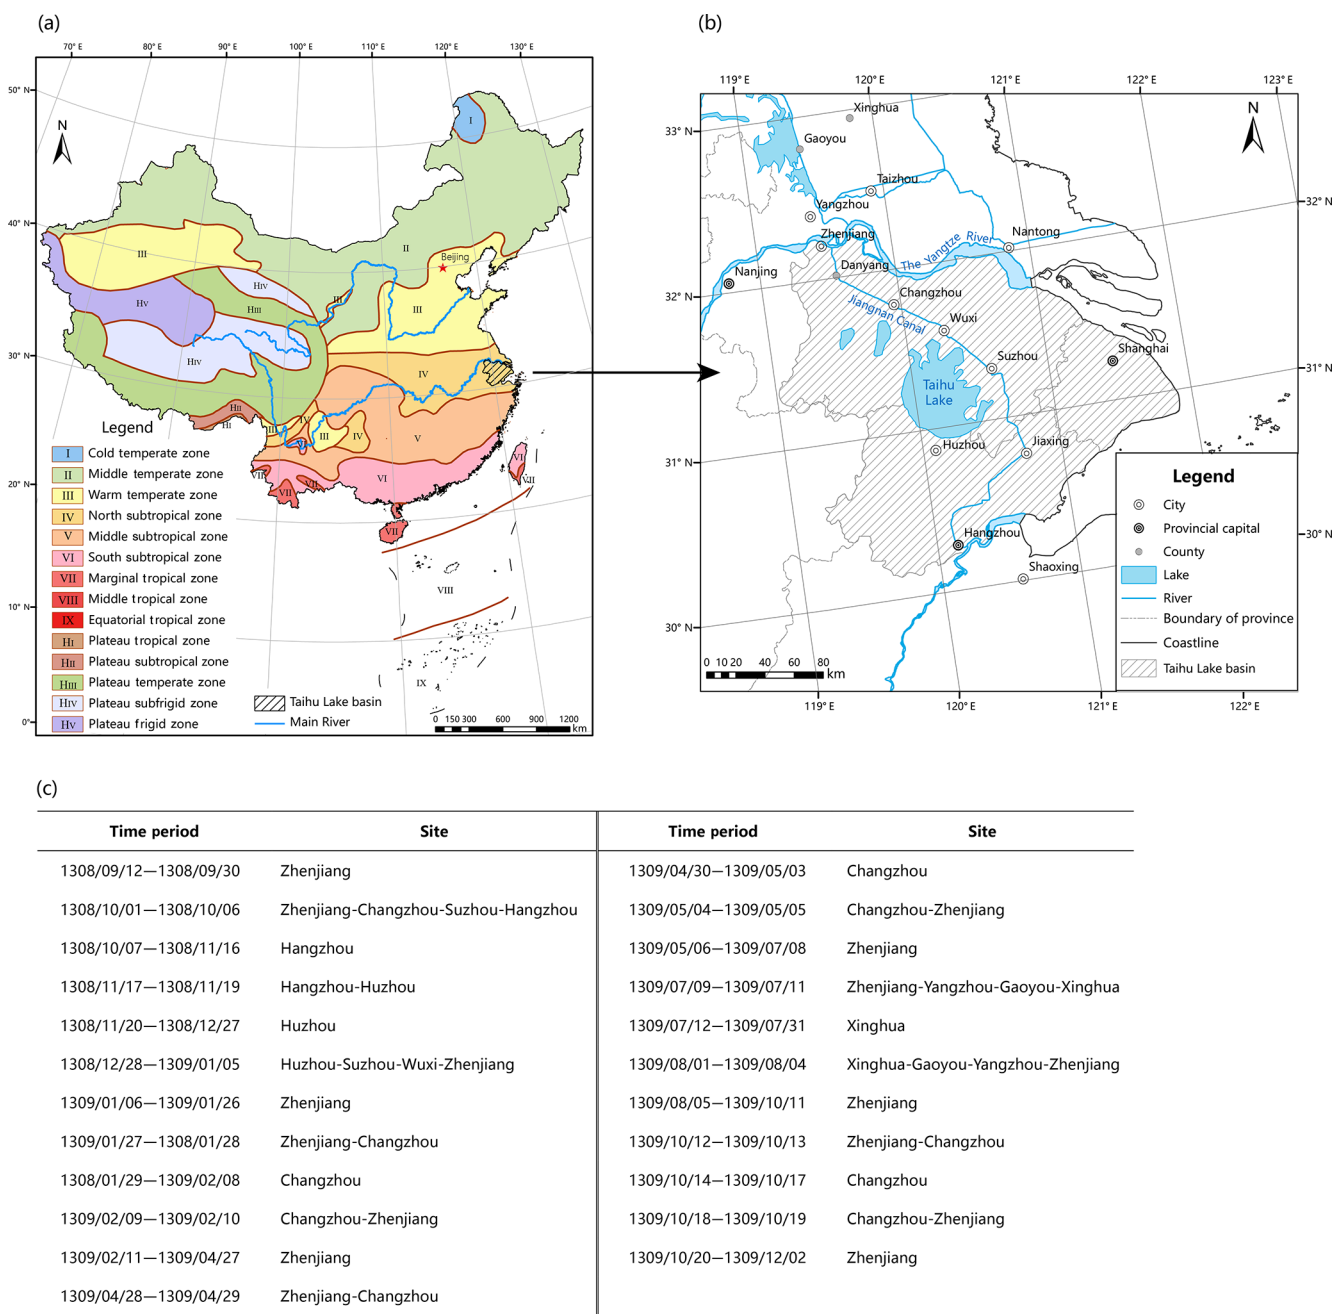 (a)
70° E 80° E 90° E 100° E 110° E 120° E 130° E
50° N
40° N
30° N
20° N
10° N
0°
N
I
II
Beijing
III
III
III
HIV
HV
HIII
HIV
IV
HII
HI
III
IV
III
IV
V
VI
VI
VI
VII
VII
VII
VII
VII
VIII
IX
Legend
I Cold temperate zone
II Middle temperate zone
III Warm temperate zone
IV North subtropical zone
V Middle subtropical zone
VI South subtropical zone
VII Marginal tropical zone
VIII Middle tropical zone
IX Equatorial tropical zone
HI Plateau tropical zone
HII Plateau subtropical zone
HIII Plateau temperate zone
HIV Plateau subfrigid zone
HV Plateau frigid zone
Taihu Lake basin
Main River
0 150 300 600 900 1200
km
(b)
119° E 120° E 121° E 122° E 123° E
33° N
32° N
31° N
30° N
32° N
31° N
30° N
119° E 120° E 121° E 122° E
N
Xinghua
Gaoyou
Taizhou
Yangzhou
Zhenjiang
Nantong
The Yangtze River
Danyang
Nanjing
Changzhou
Jiangnan Canal
Wuxi
Suzhou
Shanghai
Taihu
Lake
Huzhou
Jiaxing
Hangzhou
Shaoxing
0 10 20 40 60 80
km
Legend
City
Provincial capital
County
Lake
River
Boundary of province
Coastline
Taihu Lake basin
(c)
Time period Site Time period Site
1308/09/12—1308/09/30 Zhenjiang 1309/04/30—1309/05/03 Changzhou
1308/10/01—1308/10/06 Zhenjiang-Changzhou-Suzhou-Hangzhou 1309/05/04—1309/05/05 Changzhou-Zhenjiang
1308/10/07—1308/11/16 Hangzhou 1309/05/06—1309/07/08 Zhenjiang
1308/11/17—1308/11/19 Hangzhou-Huzhou 1309/07/09—1309/07/11 Zhenjiang-Yangzhou-Gaoyou-Xinghua
1308/11/20—1308/12/27 Huzhou 1309/07/12—1309/07/31 Xinghua
1308/12/28—1309/01/05 Huzhou-Suzhou-Wuxi-Zhenjiang 1309/08/01—1309/08/04 Xinghua-Gaoyou-Yangzhou-Zhenjiang
1309/01/06—1309/01/26 Zhenjiang 1309/08/05—1309/10/11 Zhenjiang
1309/01/27—1308/01/28 Zhenjiang-Changzhou 1309/10/12—1309/10/13 Zhenjiang-Changzhou
1308/01/29—1309/02/08 Changzhou 1309/10/14—1309/10/17 Changzhou
1309/02/09—1309/02/10 Changzhou-Zhenjiang 1309/10/18—1309/10/19 Changzhou-Zhenjiang
1309/02/11—1309/04/27 Zhenjiang 1309/10/20—1309/12/02 Zhenjiang
1309/04/28—1309/04/29 Zhenjiang-Changzhou